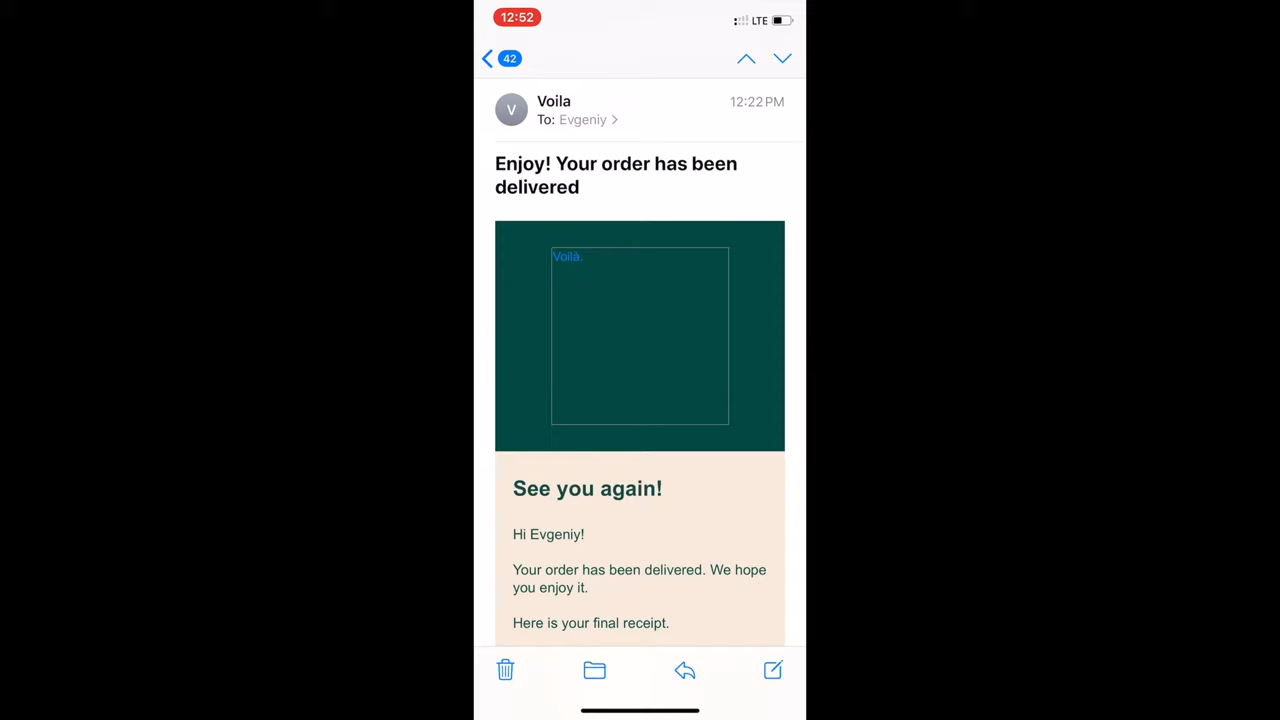 12:52
LTE
42
V
Voila
12:22 PM
To: Evgeniy
Enjoy! Your order has been
delivered
Voilà.
See you again!
Hi Evgeniy!
Your order has been delivered. We hope
you enjoy it.
Here is your final receipt.